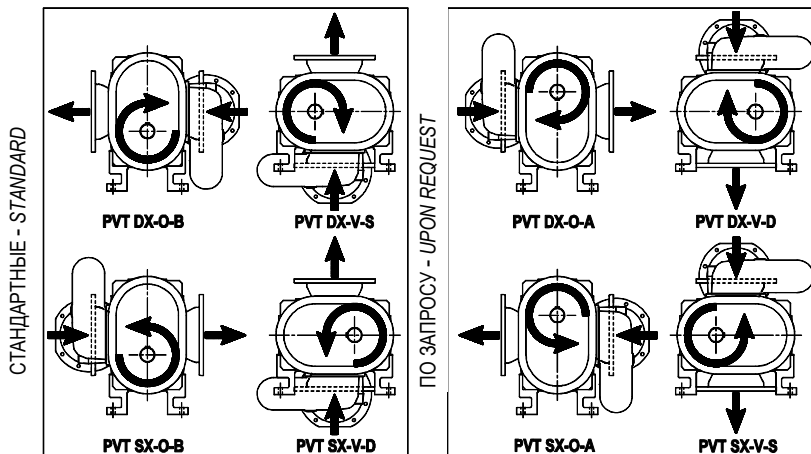 СТАНДАРТНЫЕ - STANDARD
PVT DX-O-B
PVT DX-V-S
PVT SX-O-B
PVT SX-V-D
ПО ЗАПРОСУ - UPON REQUEST
PVT DX-O-A
PVT DX-V-D
PVT SX-O-A
PVT SX-V-S